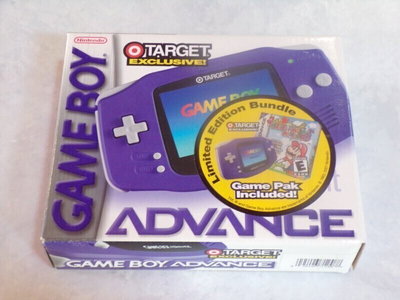 Nintendo
TARGET
EXCLUSIVE!
GAME BOY
TARGET
GAME BOY
Limited Edition Bundle
TARGET
E
Game Pak
Included!
ADVANCE
TARGET
EXCLUSIVE!
GAME BOY ADVANCE